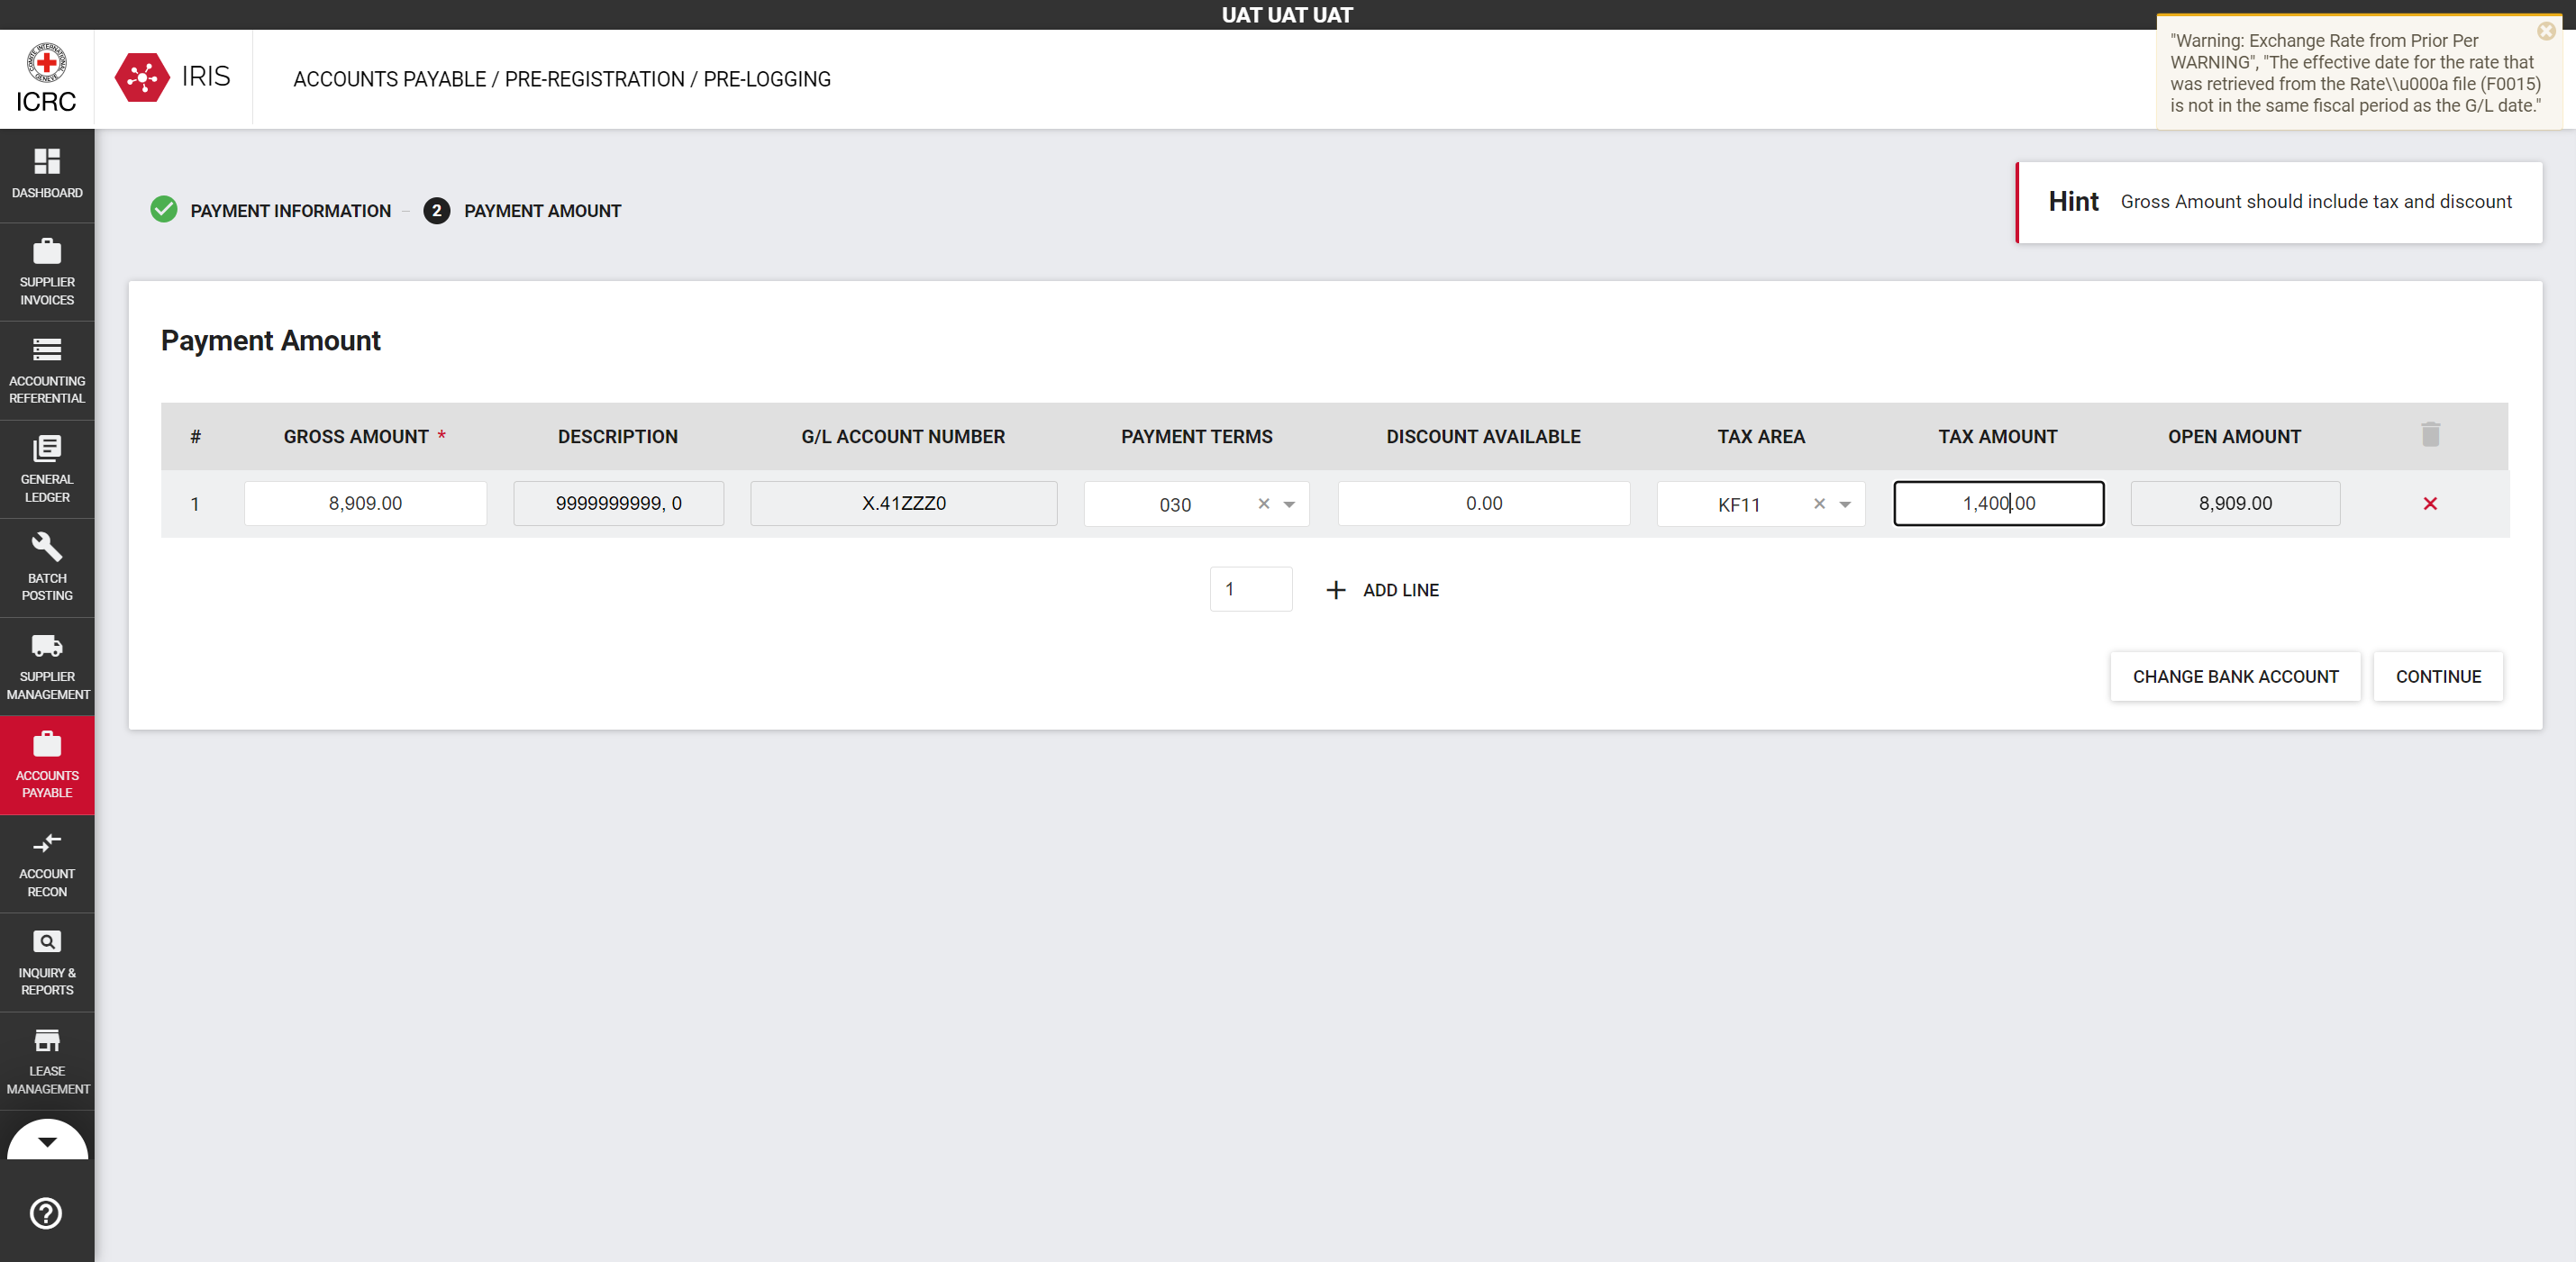 UAT UAT UAT
ICRC
IRIS
ACCOUNTS PAYABLE / PRE-REGISTRATION / PRE-LOGGING
"Warning: Exchange Rate from Prior Per
WARNING", "The effective date for the rate that
was retrieved from the Rate\\u000a file (F0015)
is not in the same fiscal period as the G/L date."
DASHBOARD
SUPPLIER
INVOICES
ACCOUNTING
REFERENTIAL
GENERAL
LEDGER
BATCH
POSTING
SUPPLIER
MANAGEMENT
ACCOUNTS
PAYABLE
ACCOUNT
RECON
INQUIRY &
REPORTS
LEASE
MANAGEMENT
PAYMENT INFORMATION
2 PAYMENT AMOUNT
Hint Gross Amount should include tax and discount
Payment Amount
# GROSS AMOUNT * DESCRIPTION G/L ACCOUNT NUMBER PAYMENT TERMS DISCOUNT AVAILABLE TAX AREA TAX AMOUNT OPEN AMOUNT
1 8,909.00 9999999999, 0 X.41ZZZ0 030 0.00 KF11 1,400.00 8,909.00
1 ADD LINE
CHANGE BANK ACCOUNT CONTINUE